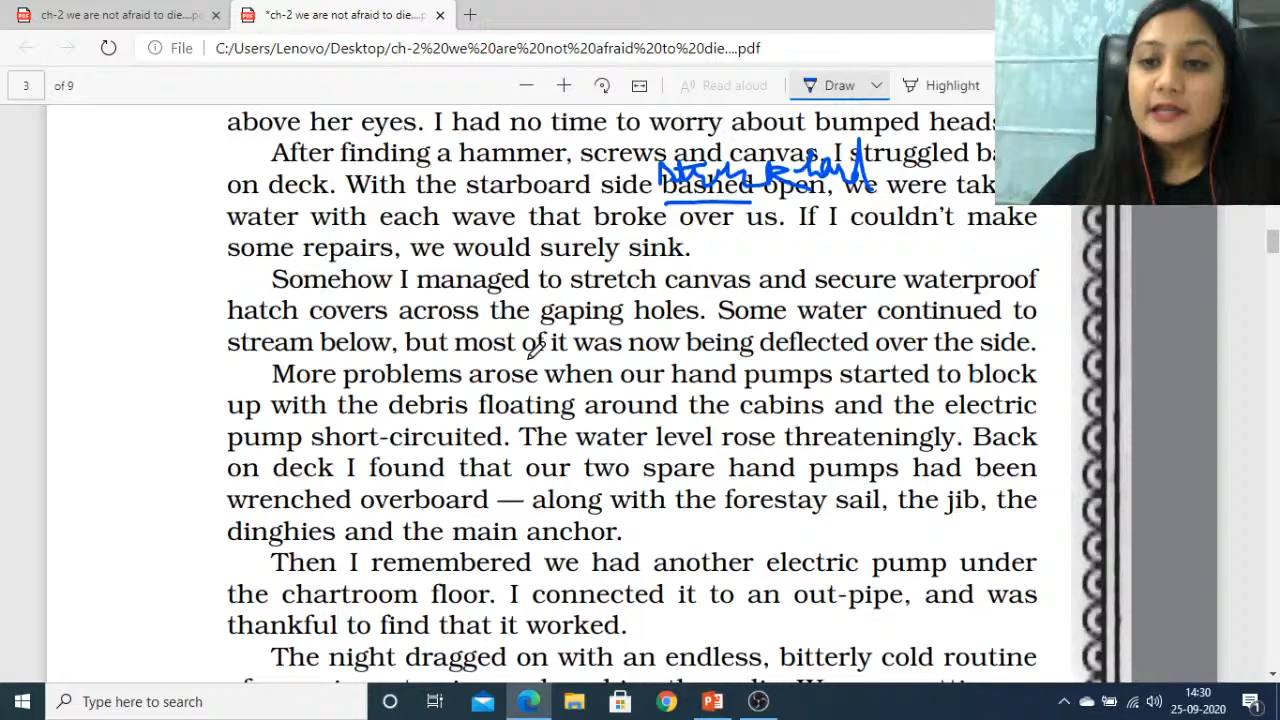 ch-2 we are not afraid to die....p
*ch-2 we are not afraid to die....p
File
C:/Users/Lenovo/Desktop/ch-2%20we%20are%20not%20afraid%20to%20die....pdf
3 of 9
Read aloud
Draw
Highlight
above her eyes. I had no time to worry about bumped heads
After finding a hammer, screws and canvas, I struggled ba
on deck. With the starboard side bashed open, we were tak
water with each wave that broke over us. If I couldn't make
some repairs, we would surely sink.
Somehow I managed to stretch canvas and secure waterproof
hatch covers across the gaping holes. Some water continued to
stream below, but most of it was now being deflected over the side.
More problems arose when our hand pumps started to block
up with the debris floating around the cabins and the electric
pump short-circuited. The water level rose threateningly. Back
on deck I found that our two spare hand pumps had been
wrenched overboard — along with the forestay sail, the jib, the
dinghies and the main anchor.
Then I remembered we had another electric pump under
the chartroom floor. I connected it to an out-pipe, and was
thankful to find that it worked.
The night dragged on with an endless, bitterly cold routine
Type here to search
14:30
25-09-2020
1